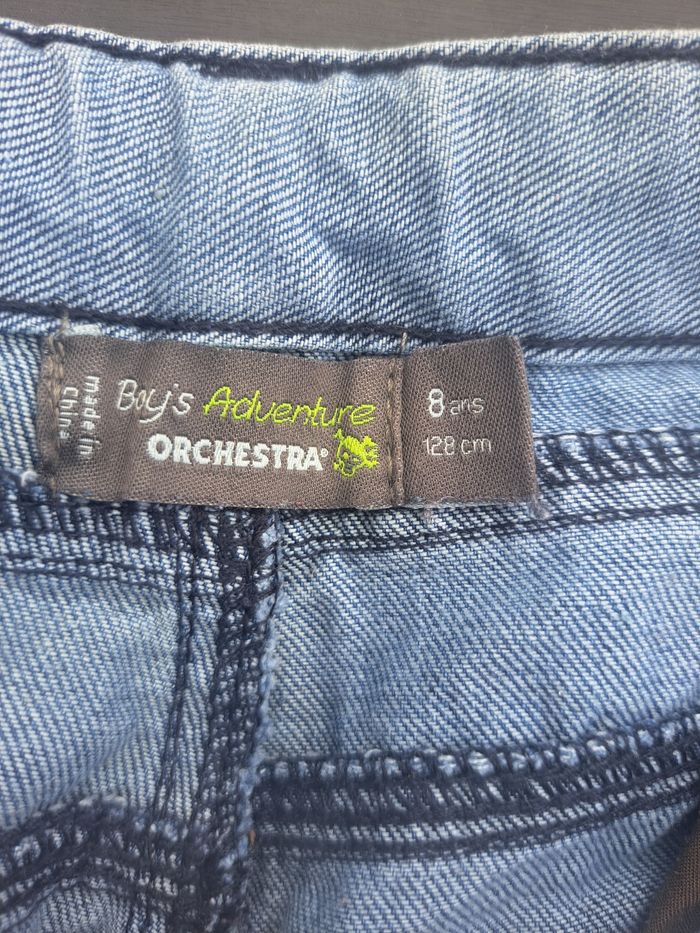 made in
China
Boy's Adventure
ORCHESTRA®
8 ans
128 cm